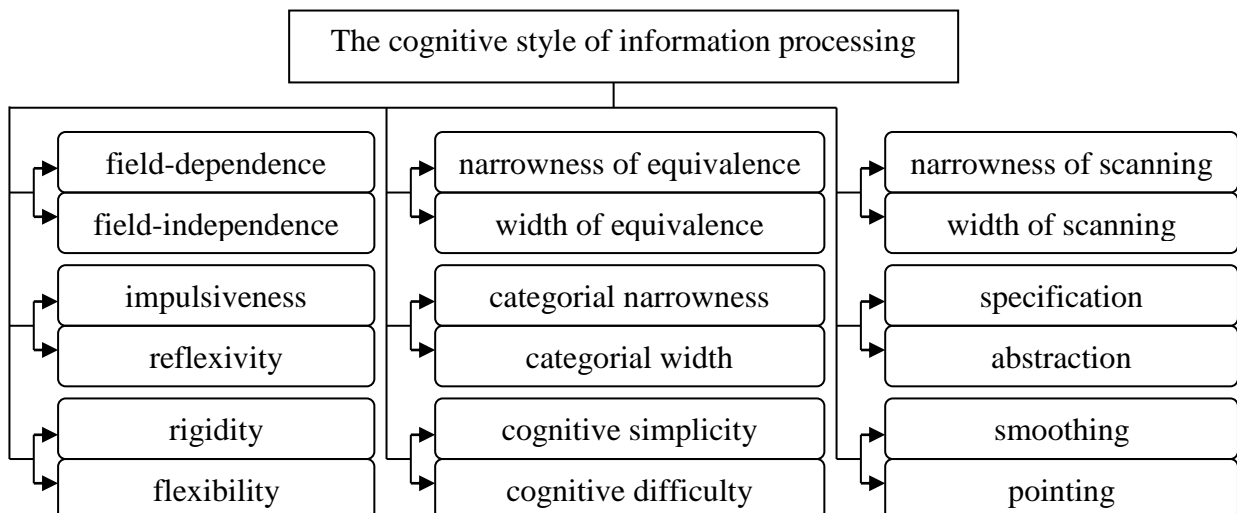 The cognitive style of information processing
field-dependence
field-independence
impulsiveness
reflexivity
rigidity
flexibility
narrowness of equivalence
width of equivalence
categorial narrowness
categorial width
cognitive simplicity
cognitive difficulty
narrowness of scanning
width of scanning
specification
abstraction
smoothing
pointing